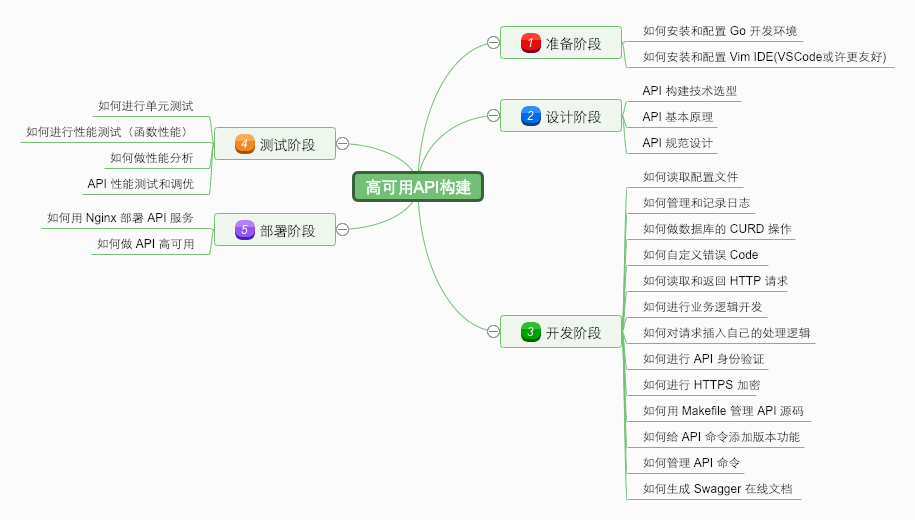 高可用API构建
1 准备阶段
如何安装和配置 Go 开发环境
如何安装和配置 Vim IDE(VSCode或许更友好)
2 设计阶段
API 构建技术选型
API 基本原理
API 规范设计
3 开发阶段
如何读取配置文件
如何管理和记录日志
如何做数据库的 CURD 操作
如何自定义错误 Code
如何读取和返回 HTTP 请求
如何进行业务逻辑开发
如何对请求插入自己的处理逻辑
如何进行 API 身份验证
如何进行 HTTPS 加密
如何用 Makefile 管理 API 源码
如何给 API 命令添加版本功能
如何管理 API 命令
如何生成 Swagger 在线文档
4 测试阶段
如何进行单元测试
如何进行性能测试（函数性能）
如何做性能分析
API 性能测试和调优
5 部署阶段
如何用 Nginx 部署 API 服务
如何做 API 高可用